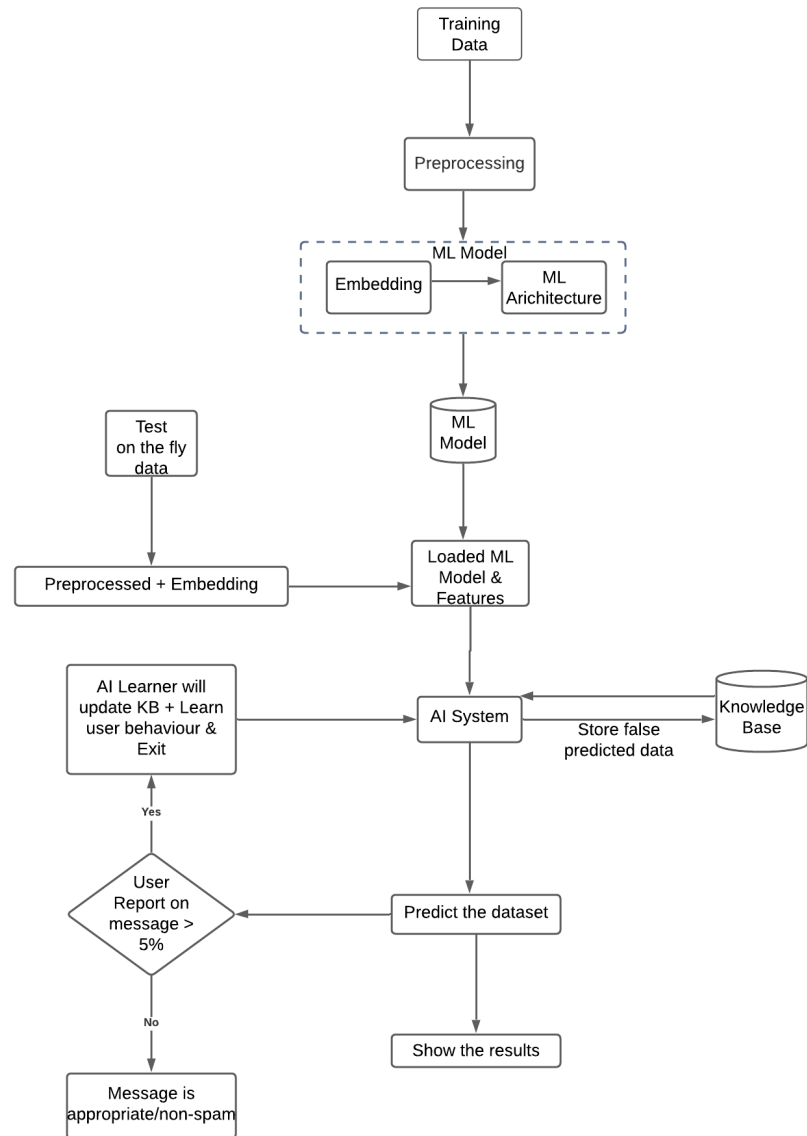 Training
Data
Preprocessing
ML Model
Embedding
ML
Arichitecture
ML
Model
Test
on the fly
data
Preprocessed + Embedding
Loaded ML
Model &
Features
AI Learner will
update KB + Learn
user behaviour &
Exit
AI System
Store false
predicted data
Knowledge
Base
Yes
User
Report on
message >
5%
Predict the dataset
No
Show the results
Message is
appropriate/non-spam